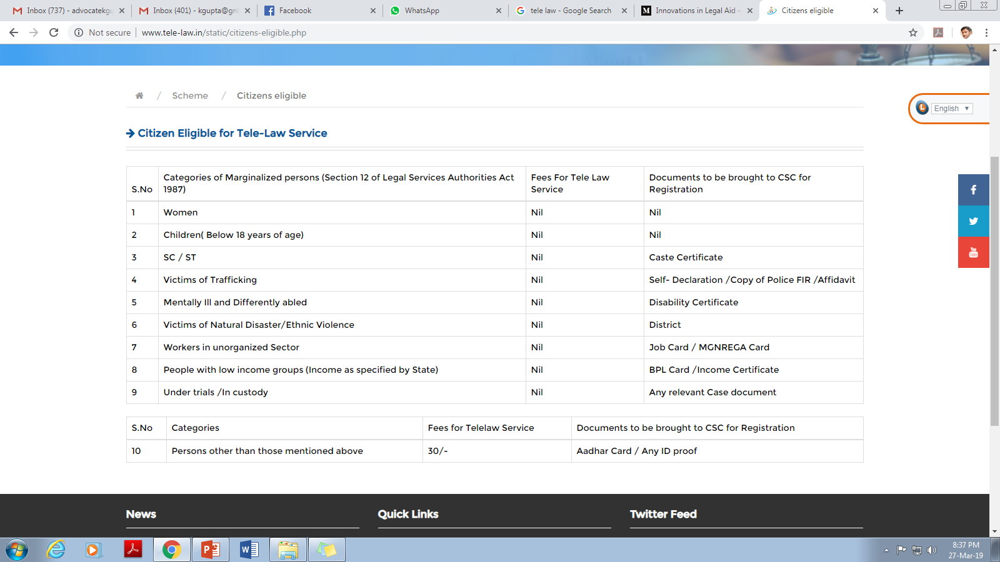 Inbox (737) - advocatekgu
Inbox (401) - kgupta@gnl
Facebook
WhatsApp
tele law - Google Search
Innovations in Legal Aid –
Citizens eligible
Not secure
www.tele-law.in/static/citizens-eligible.php
/ Scheme / Citizens eligible
English
Citizen Eligible for Tele-Law Service
S.No Categories of Marginalized persons (Section 12 of Legal Services Authorities Act 1987) Fees For Tele Law Service Documents to be brought to CSC for Registration
1 Women Nil Nil
2 Children( Below 18 years of age) Nil Nil
3 SC / ST Nil Caste Certificate
4 Victims of Trafficking Nil Self- Declaration /Copy of Police FIR /Affidavit
5 Mentally Ill and Differently abled Nil Disability Certificate
6 Victims of Natural Disaster/Ethnic Violence Nil District
7 Workers in unorganized Sector Nil Job Card / MGNREGA Card
8 People with low income groups (Income as specified by State) Nil BPL Card /Income Certificate
9 Under trials /In custody Nil Any relevant Case document
S.No Categories Fees for Telelaw Service Documents to be brought to CSC for Registration
10 Persons other than those mentioned above 30/- Aadhar Card / Any ID proof
News
Quick Links
Twitter Feed
8:37 PM
27-Mar-19